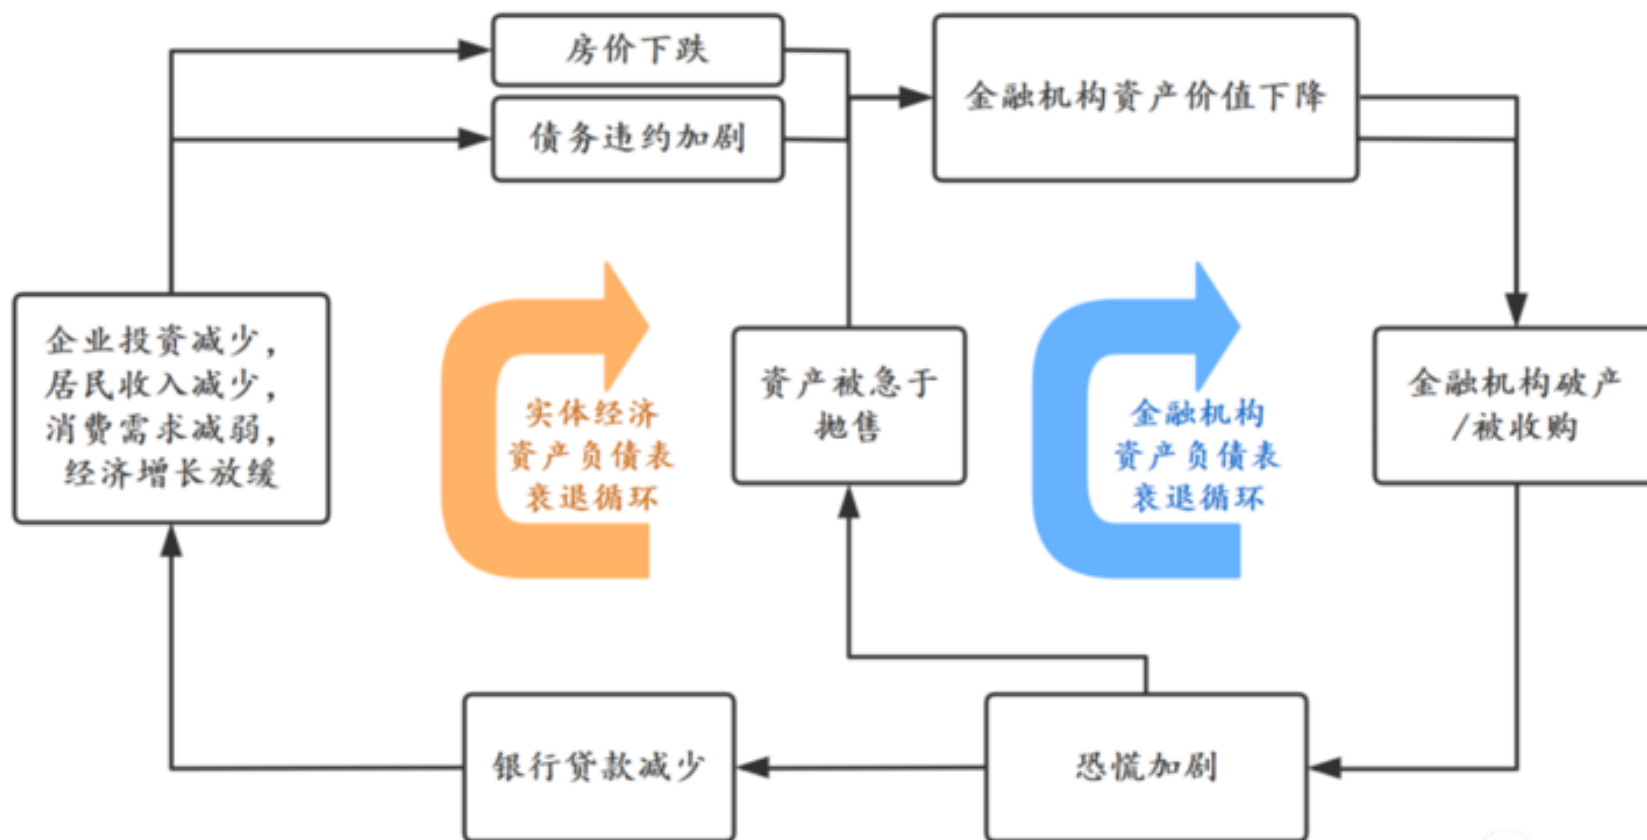 房价下跌
债务违约加剧
金融机构资产价值下降
企业投资减少，
居民收入减少，
消费需求减弱，
经济增长放缓
实体经济
资产负债表
衰退循环
资产被急于
抛售
金融机构
资产负债表
衰退循环
金融机构破产
/被收购
银行贷款减少
恐慌加剧